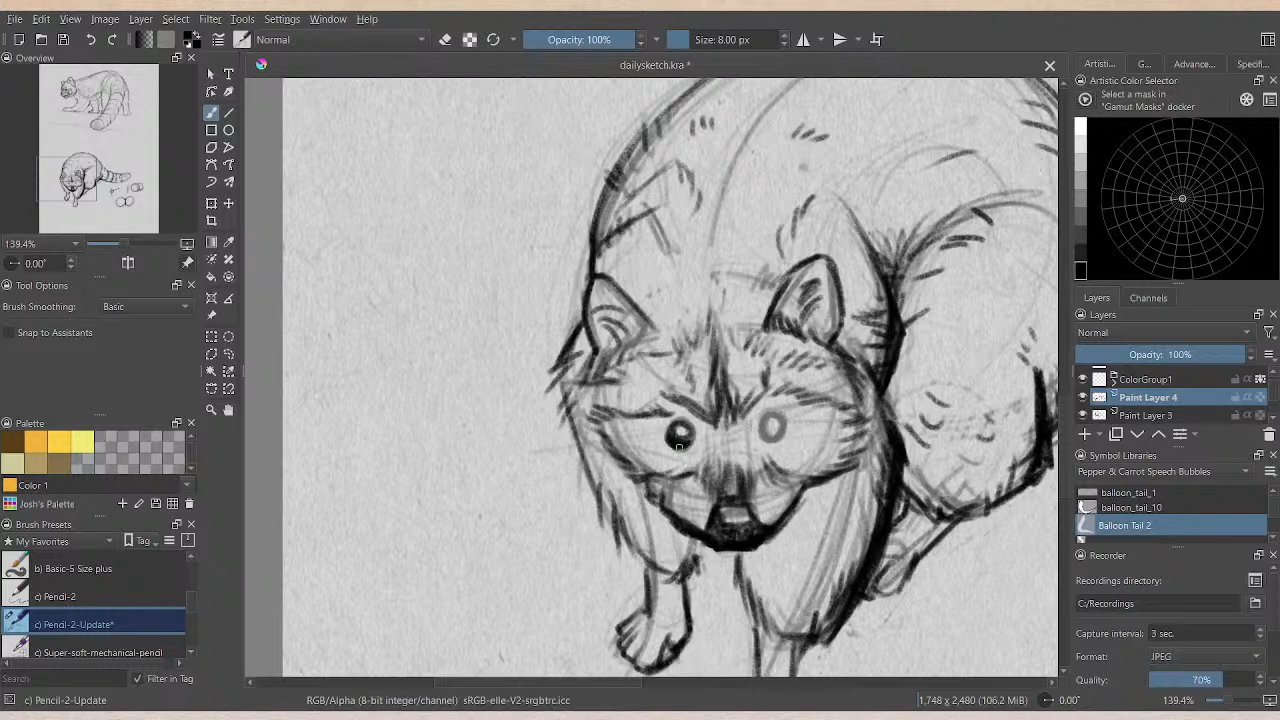 File Edit View Image Layer Select Filter Tools Settings Window Help
Normal
Opacity: 100%
Size: 8.00 px
Overview
dailysketch.kra *
Artisti...
G...
Advance...
Specifi...
Artistic Color Selector
Select a mask in
"Gamut Masks" docker
139.4%
0.00°
Tool Options
Brush Smoothing: Basic
Snap to Assistants
Layers
Channels
Layers
Normal
Opacity: 100%
ColorGroup1
Paint Layer 4
Paint Layer 3
Palette
Color 1
Josh's Palette
Symbol Libraries
Pepper & Carrot Speech Bubbles
balloon_tail_1
balloon_tail_10
Balloon Tail 2
Brush Presets
My Favorites
Tag
b) Basic-5 Size plus
c) Pencil-2
c) Pencil-2-Update*
c) Super-soft-mechanical-pencil
Search
Filter in Tag
Recorder
Recordings directory:
C:/Recordings
Capture interval: 3 sec.
Format: JPEG
Quality: 70%
c) Pencil-2-Update
RGB/Alpha (8-bit integer/channel) sRGB-elle-V2-srgbtrc.icc
1,748 x 2,480 (106.2 MiB)
0.00°
139.4%